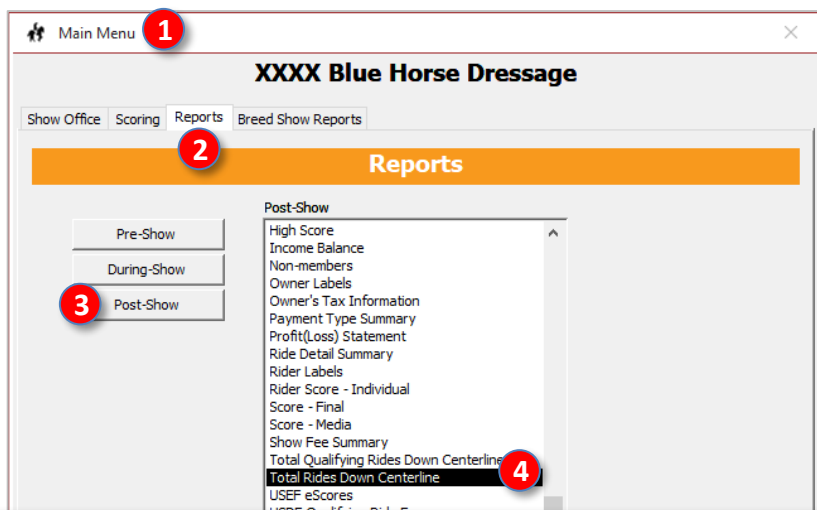 Main Menu 1
XXXX Blue Horse Dressage
Show Office Scoring Reports Breed Show Reports
2
Reports
Post-Show
Pre-Show
During-Show
3 Post-Show
High Score
Income Balance
Non-members
Owner Labels
Owner's Tax Information
Payment Type Summary
Profit(Loss) Statement
Ride Detail Summary
Rider Labels
Rider Score - Individual
Score - Final
Score - Media
Show Fee Summary
Total Qualifying Rides Down Centerline
Total Rides Down Centerline 4
USEF eScores